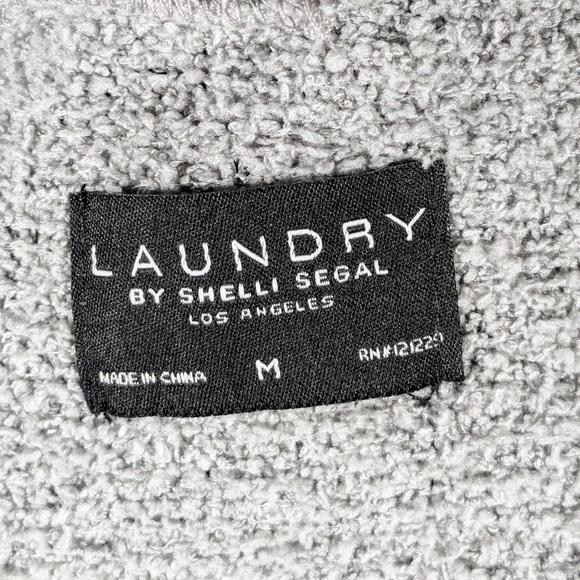 LAUNDRY
BY SHELLI SEGAL
LOS ANGELES
MADE IN CHINA M RN#121229